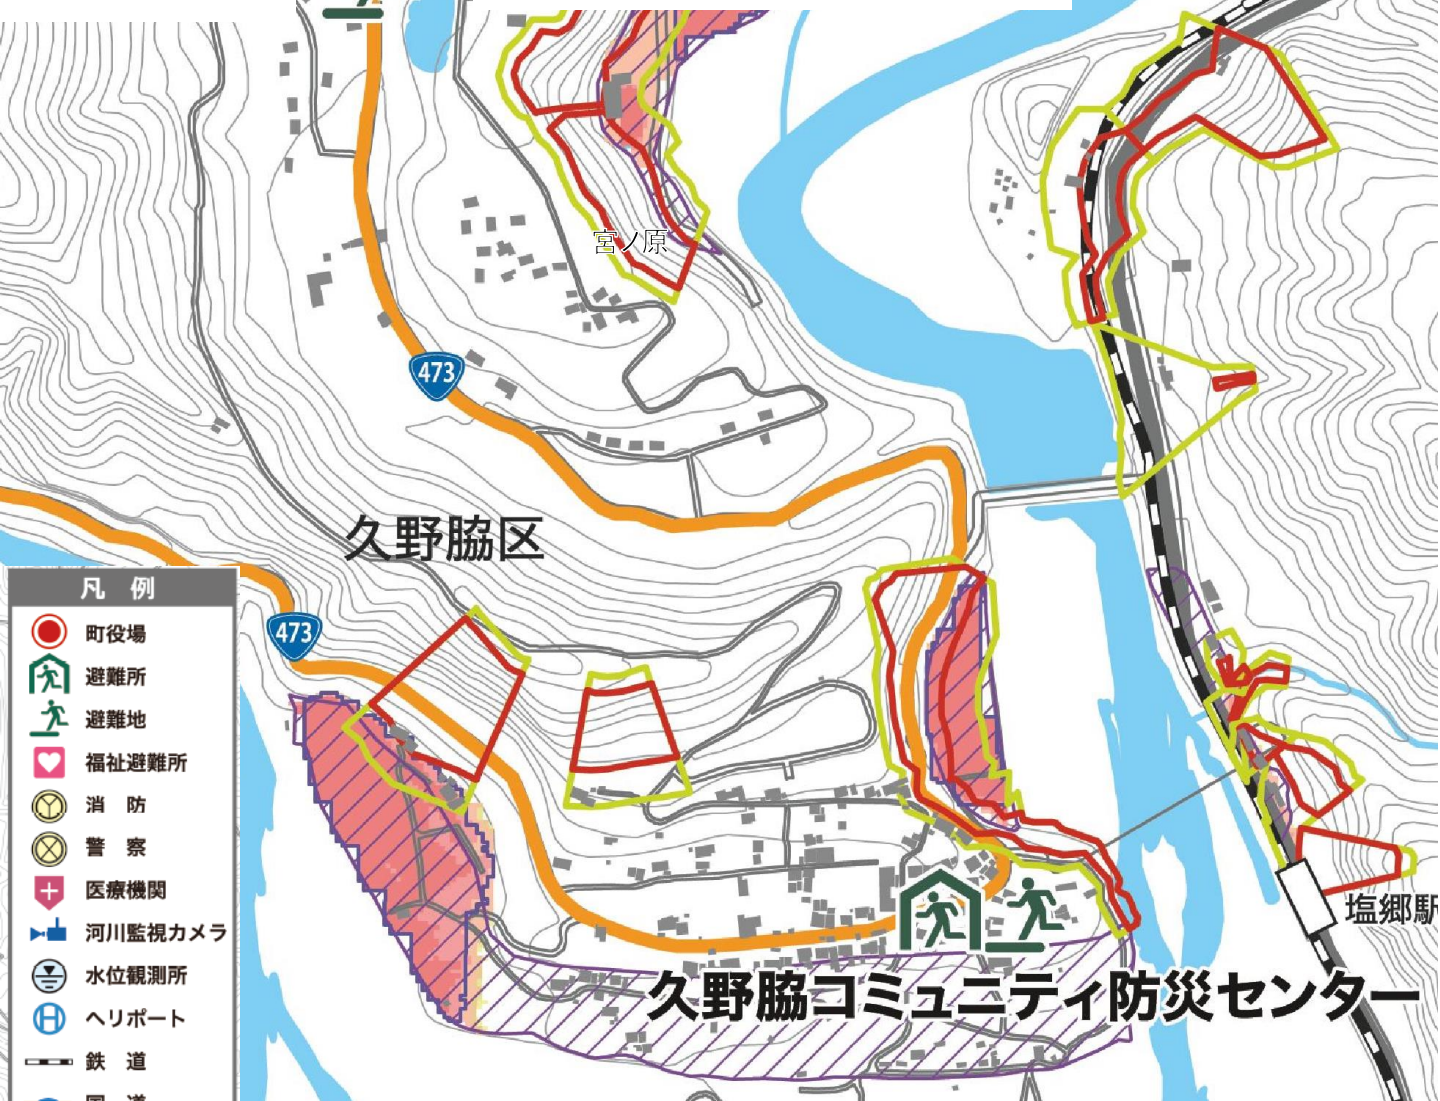 宮ノ原
473
久野脇区
473
凡 例
町役場
避難所
避難地
福祉避難所
消 防
警 察
医療機関
河川監視カメラ
水位観測所
ヘリポート
鉄 道
国 道
塩郷駅
久野脇コミュニティ防災センター